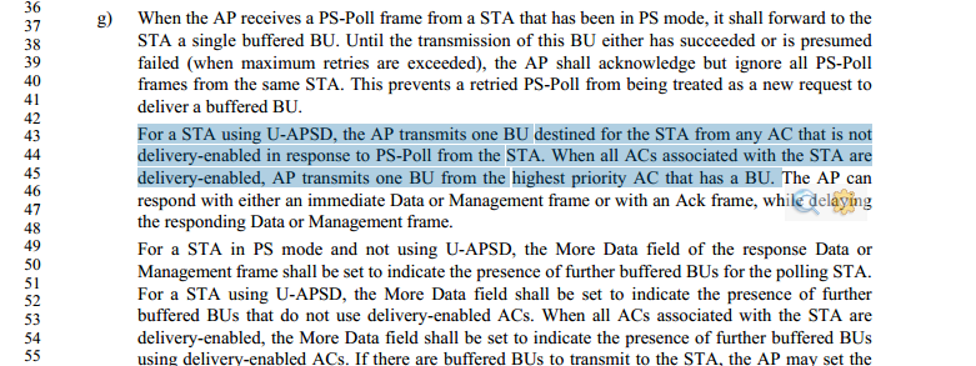 36
37 g) When the AP receives a PS-Poll frame from a STA that has been in PS mode, it shall forward to the
38 STA a single buffered BU. Until the transmission of this BU either has succeeded or is presumed
39 failed (when maximum retries are exceeded), the AP shall acknowledge but ignore all PS-Poll
40 frames from the same STA. This prevents a retried PS-Poll from being treated as a new request to
41 deliver a buffered BU.
42
43 For a STA using U-APSD, the AP transmits one BU destined for the STA from any AC that is not
44 delivery-enabled in response to PS-Poll from the STA. When all ACs associated with the STA are
45 delivery-enabled, AP transmits one BU from the highest priority AC that has a BU. The AP can
46
47 respond with either an immediate Data or Management frame or with an Ack frame, while delaying
48 the responding Data or Management frame.
49 For a STA in PS mode and not using U-APSD, the More Data field of the response Data or
50 Management frame shall be set to indicate the presence of further buffered BUs for the polling STA.
51
52 For a STA using U-APSD, the More Data field shall be set to indicate the presence of further
53 buffered BUs that do not use delivery-enabled ACs. When all ACs associated with the STA are
54 delivery-enabled, the More Data field shall be set to indicate the presence of further buffered BUs
55 using delivery-enabled ACs. If there are buffered BUs to transmit to the STA, the AP may set the